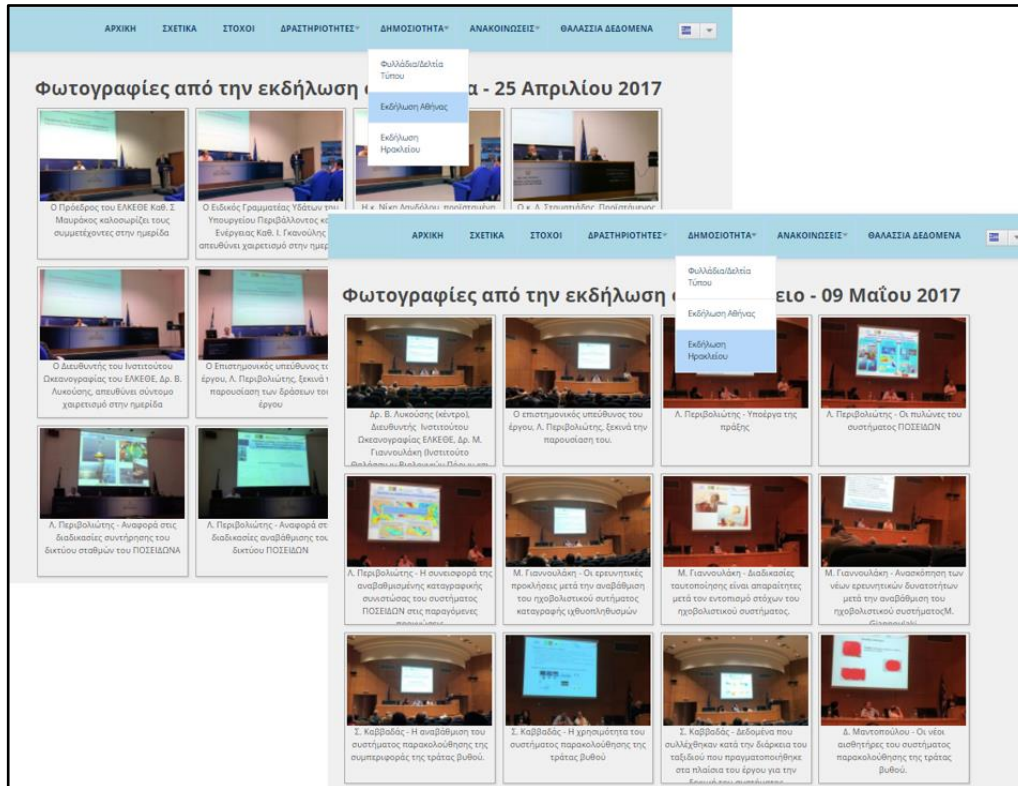 ΑΡΧΙΚΗ ΣΧΕΤΙΚΑ ΣΤΟΧΟΙ ΔΡΑΣΤΗΡΙΟΤΗΤΕΣ ΔΗΜΟΣΙΟΤΗΤΑ ΑΝΑΚΟΙΝΩΣΕΙΣ ΘΑΛΑΣΣΙΑ ΔΕΔΟΜΕΝΑ
Φυλλάδια/Δελτία
Τύπου
Εκδήλωση Αθήνας
Εκδήλωση
Ηρακλείου
Φωτογραφίες από την εκδήλωση α - 25 Απριλίου 2017
Ο Πρόεδρος του ΕΛΚΕΘΕ Καθ. Σ.
Μαυράκος καλοσωρίζει τους
συμμετέχοντες στην ημερίδα
Ο Ειδικός Γραμματέας Υδάτων του
Υπουργείου Περιβάλλοντος
Ενέργειας Καθ. Ι. Γκανούλης
απευθύνει χαιρετισμό στην
Η κ. Νίκη
Ο κ. Δ.
Ο Διευθυντής του Ινστιτούτου
Ωκεανογραφίας του ΕΛΚΕΘΕ, Δρ. Β.
Λυκούσης, απευθύνει σύντομο
χαιρετισμό στην ημερίδα
Ο Επιστημονικός υπεύθυνος
έργου, Λ. Περιβολιώτης, ξεκινά
παρουσίαση των δράσεων
έργου
Λ. Περιβολιώτης - Αναφορά στις
διαδικασίες συντήρησης του
δικτύου σταθμών του ΠΟΣΕΙΔΩΝΑ
Λ. Περιβολιώτης - Αναφορά
διαδικασίες αναβάθμισης
δικτύου ΠΟΣΕΙΔΩΝ
ΑΡΧΙΚΗ ΣΧΕΤΙΚΑ ΣΤΟΧΟΙ ΔΡΑΣΤΗΡΙΟΤΗΤΕΣ ΔΗΜΟΣΙΟΤΗΤΑ ΑΝΑΚΟΙΝΩΣΕΙΣ ΘΑΛΑΣΣΙΑ ΔΕΔΟΜΕΝΑ
Φυλλάδια/Δελτία
Τύπου
Εκδήλωση Αθήνας
Εκδήλωση
Ηρακλείου
Φωτογραφίες από την εκδήλωση ειο - 09 Μαΐου 2017
Δρ. Β. Λυκούσης (κέντρο),
Διευθυντής Ινστιτούτου
Ωκεανογραφίας ΕΛΚΕΘΕ, Δρ. Μ.
Γιαννουλάκη (Ινστιτούτο
Ο επιστημονικός υπεύθυνος του
έργου, Λ. Περιβολιώτης, ξεκινά την
παρουσίαση του.
Λ. Περιβολιώτης - Υποέργα της
πράξης
Λ. Περιβολιώτης - Οι πυλώνες του
συστήματος ΠΟΣΕΙΔΩΝ
Λ. Περιβολιώτης - Η συνεισφορά της
αναβαθμισμένης καταγραφικής
συνιστώσας του συστήματος
ΠΟΣΕΙΔΩΝ στις παραγόμενες
Μ. Γιαννουλάκη - Οι ερευνητικές
προκλήσεις μετά την αναβάθμιση
του ηχοβολιστικού συτήματος
καταγραφής ιχθυοπληθυσμών
Μ. Γιαννουλάκη - Διαδικασίες
ταυτοποίησης είναι απαραίτητες
μετά τον εντοπισμό στόχων του
ηχοβολιστικού συστήματος.
Μ. Γιαννουλάκη - Ανασκόπηση των
νέων ερευνητικών δυνατοτήτων
μετά την αναβάθμιση του
ηχοβολιστικού συστήματοςM.
Σ. Καββαδάς - Η αναβάθμιση του
συστήματος παρακολούθησης της
συμπεριφοράς της τράτας βυθού.
Σ. Καββαδάς - Η χρησιμότητα του
συστήματος παρακολούθησης της
τράτας βυθού
Σ. Καββαδάς - Δεδομένα που
συλλέχθηκαν κατά την διάρκεια του
ταξιδιού που πραγματοποιήθηκε
στα πλαίσια του έργου για την
Δ. Μαντοπούλου - Οι νέοι
αισθητήρες του συστήματος
παρακολούθησης της τράτας
βυθού.